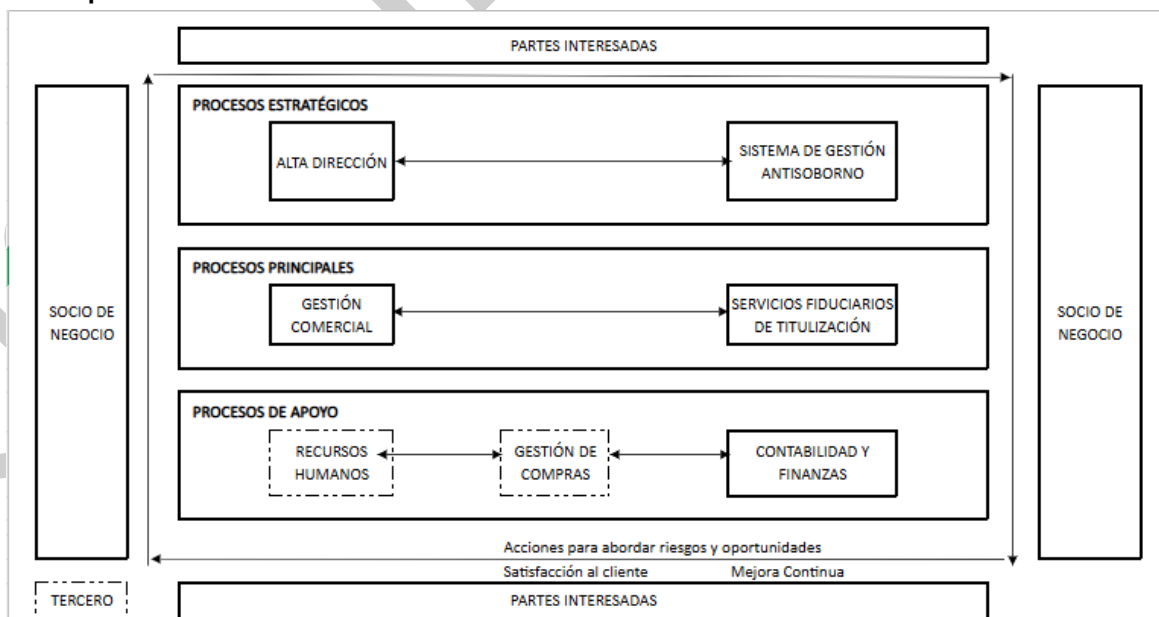 PARTES INTERESADAS
PROCESOS ESTRATÉGICOS
ALTA DIRECCIÓN
SISTEMA DE GESTIÓN
ANTISOBORNO
PROCESOS PRINCIPALES
GESTIÓN
COMERCIAL
SERVICIOS FIDUCIARIOS
DE TITULIZACIÓN
SOCIO DE
NEGOCIO
SOCIO DE
NEGOCIO
PROCESOS DE APOYO
RECURSOS
HUMANOS
GESTIÓN DE
COMPRAS
CONTABILIDAD Y
FINANZAS
Acciones para abordar riesgos y oportunidades
Satisfacción al cliente
Mejora Continua
TERCERO
PARTES INTERESADAS